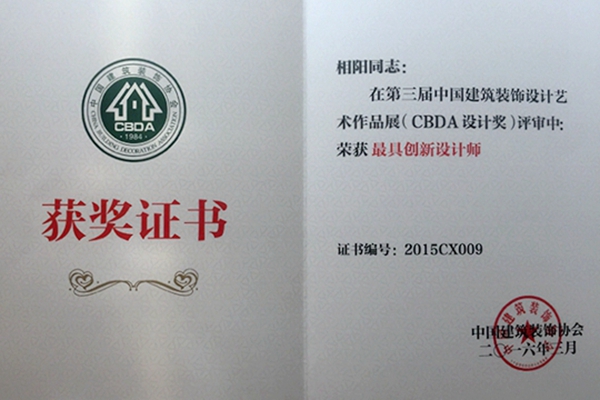 中国建筑装饰协会
CBDA
·1984·
CHINA BUILDING DECORATION ASSOCIATION
获奖证书
相阳同志：
在第三届中国建筑装饰设计艺
术作品展（CBDA设计奖）评审中：
荣获 最具创新设计师
证书编号：2015CX009
中国建筑装饰协会
二〇一六年三月